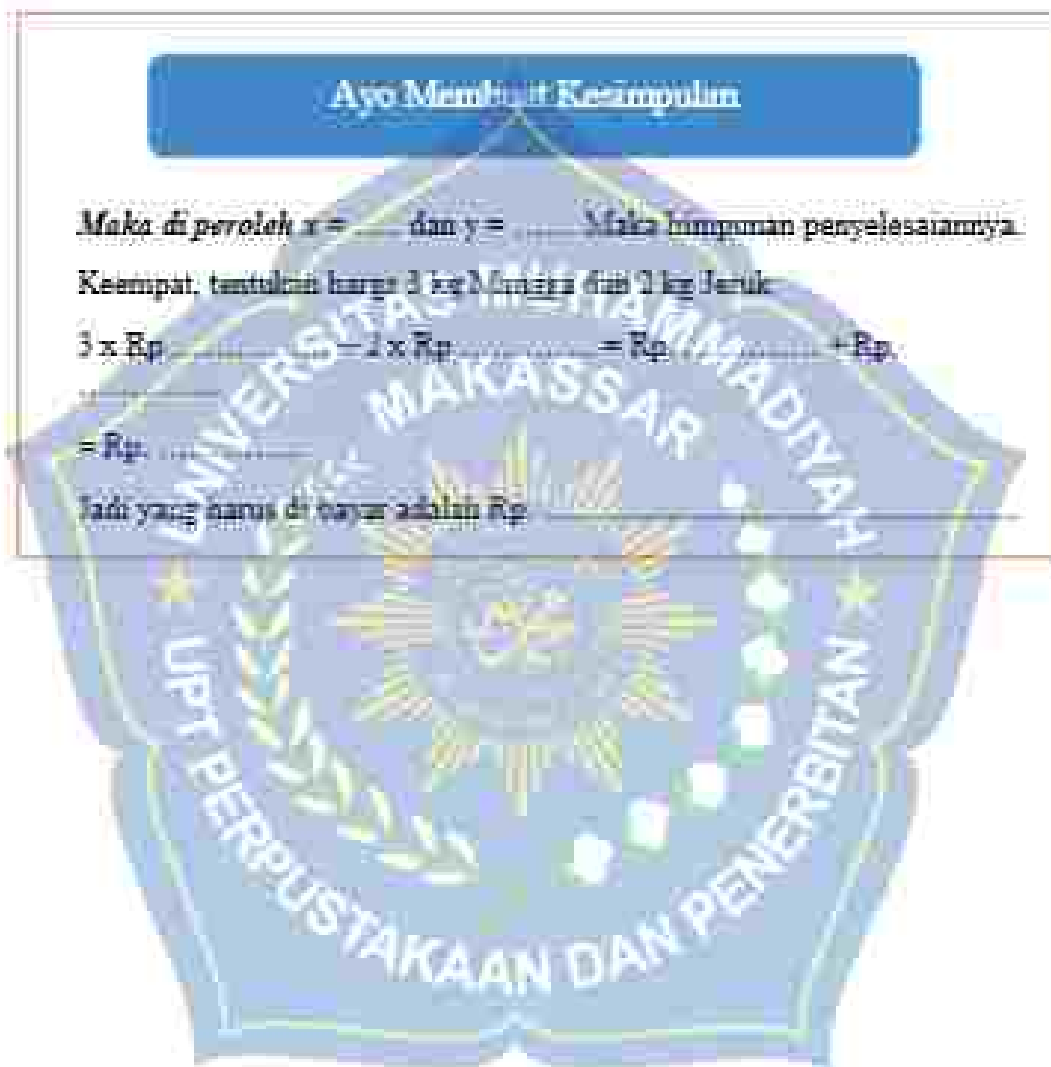 Ayo Membuat Kesimpulan
Maka di peroleh x = ...... dan y = ........ Maka himpunan penyelesaiannya.
Keempat, tentukan harga 3 kg Mangga dan 2 kg Jeruk
3 x Rp ...................... 2 x Rp ................. = Rp. ................. + Rp.
..................
= Rp. ...................
Jadi yang harus di bayar adalah Rp
UNIVERSITAS MUHAMMADIYAH
MAKASSAR
UPT PERPUSTAKAAN DAN PENERBITAN